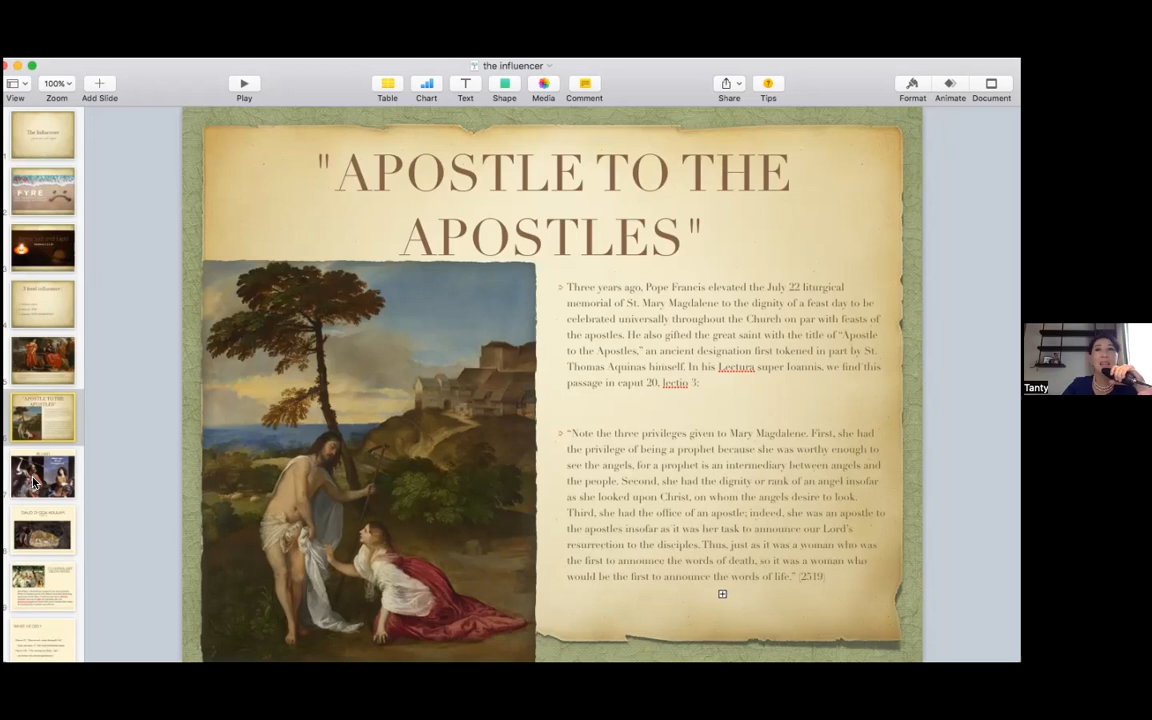 the influencer
100%
View
Zoom
Add Slide
Play
Table
Chart
Text
Shape
Media
Comment
Share
Tips
Format
Animate
Document
"APOSTLE TO THE
APOSTLES"
Three years ago, Pope Francis elevated the July 22 liturgical
memorial of St. Mary Magdalene to the dignity of a feast day to be
celebrated universally throughout the Church on par with feasts of
the apostles. He also gifted the great saint with the title of "Apostle
to the Apostles," an ancient designation first tokened in part by St.
Thomas Aquinas himself. In his Lectura super Ioannis, we find this
passage in caput 20, lectio 3:
"Note the three privileges given to Mary Magdalene. First, she had
the privilege of being a prophet because she was worthy enough to
see the angels, for a prophet is an intermediary between angels and
the people. Second, she had the dignity or rank of an angel insofar
as she looked upon Christ, on whom the angels desire to look.
Third, she had the office of an apostle; indeed, she was an apostle to
the apostles insofar as it was her task to announce our Lord's
resurrection to the disciples. Thus, just as it was a woman who was
the first to announce the words of death, so it was a woman who
would be the first to announce the words of life." (2519)
The Influencer
FYRE
"APOSTLE TO THE
APOSTLES"
Tanty